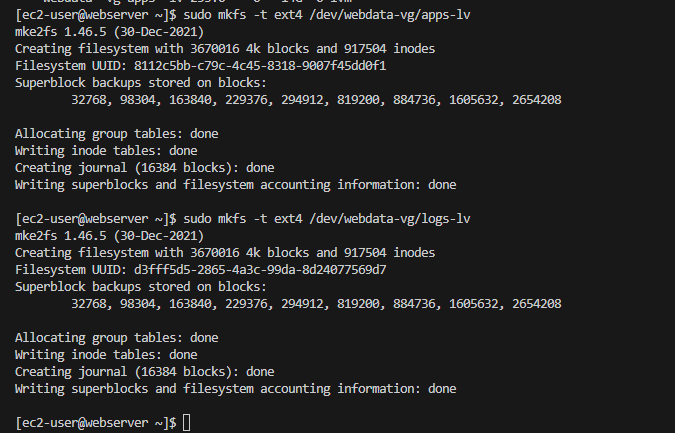 [ec2-user@webserver ~]$ sudo mkfs -t ext4 /dev/webdata-vg/apps-lv
mke2fs 1.46.5 (30-Dec-2021)
Creating filesystem with 3670016 4k blocks and 917504 inodes
Filesystem UUID: 8112c5bb-c79c-4c45-8318-9007f45dd0f1
Superblock backups stored on blocks:
        32768, 98304, 163840, 229376, 294912, 819200, 884736, 1605632, 2654208
Allocating group tables: done
Writing inode tables: done
Creating journal (16384 blocks): done
Writing superblocks and filesystem accounting information: done
[ec2-user@webserver ~]$ sudo mkfs -t ext4 /dev/webdata-vg/logs-lv
mke2fs 1.46.5 (30-Dec-2021)
Creating filesystem with 3670016 4k blocks and 917504 inodes
Filesystem UUID: d3fff5d5-2865-4a3c-99da-8d24077569d7
Superblock backups stored on blocks:
        32768, 98304, 163840, 229376, 294912, 819200, 884736, 1605632, 2654208
Allocating group tables: done
Writing inode tables: done
Creating journal (16384 blocks): done
Writing superblocks and filesystem accounting information: done
[ec2-user@webserver ~]$